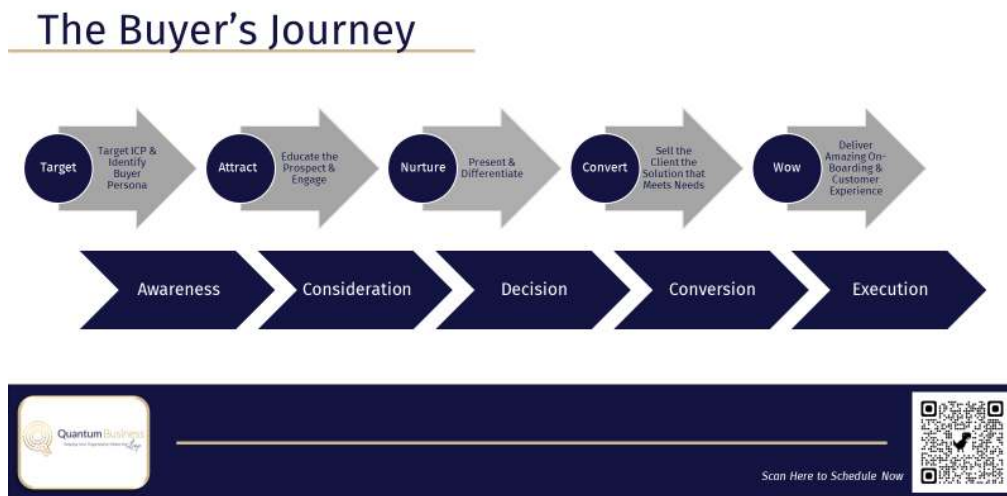 The Buyer's Journey
Target
Target ICP &
Identify
Buyer
Persona
Attract
Educate the
Prospect &
Engage
Nurture
Present &
Differentiate
Convert
Sell the
Client the
Solution that
Meets Needs
Wow
Deliver
Amazing On-
Boarding &
Customer
Experience
Awareness
Consideration
Decision
Conversion
Execution
Quantum Business
Scan Here to Schedule Now